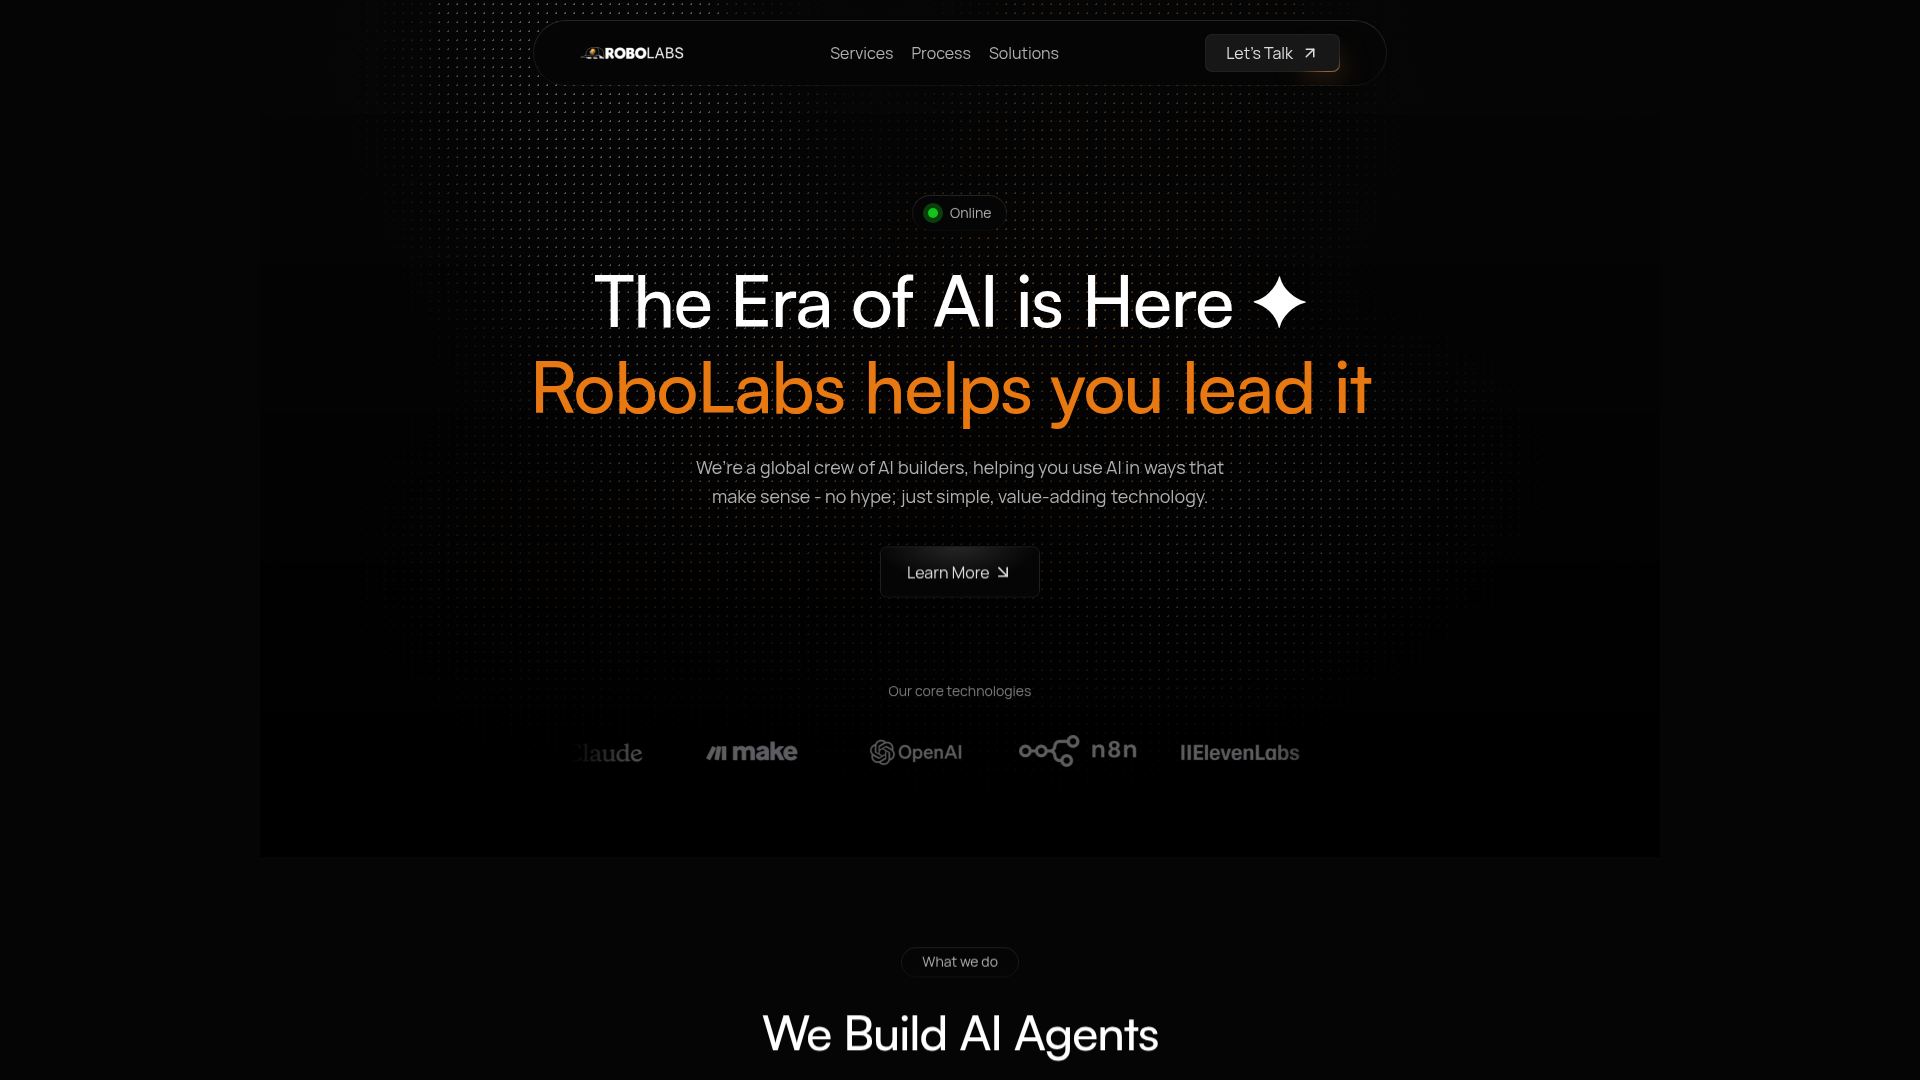 ROBOLABS
Services Process Solutions
Let's Talk
Online
The Era of AI is Here
RoboLabs helps you lead it
We're a global crew of AI builders, helping you use AI in ways that
make sense - no hype; just simple, value-adding technology.
Learn More
Our core technologies
Claude make OpenAI n8n IIElevenLabs
What we do
We Build AI Agents